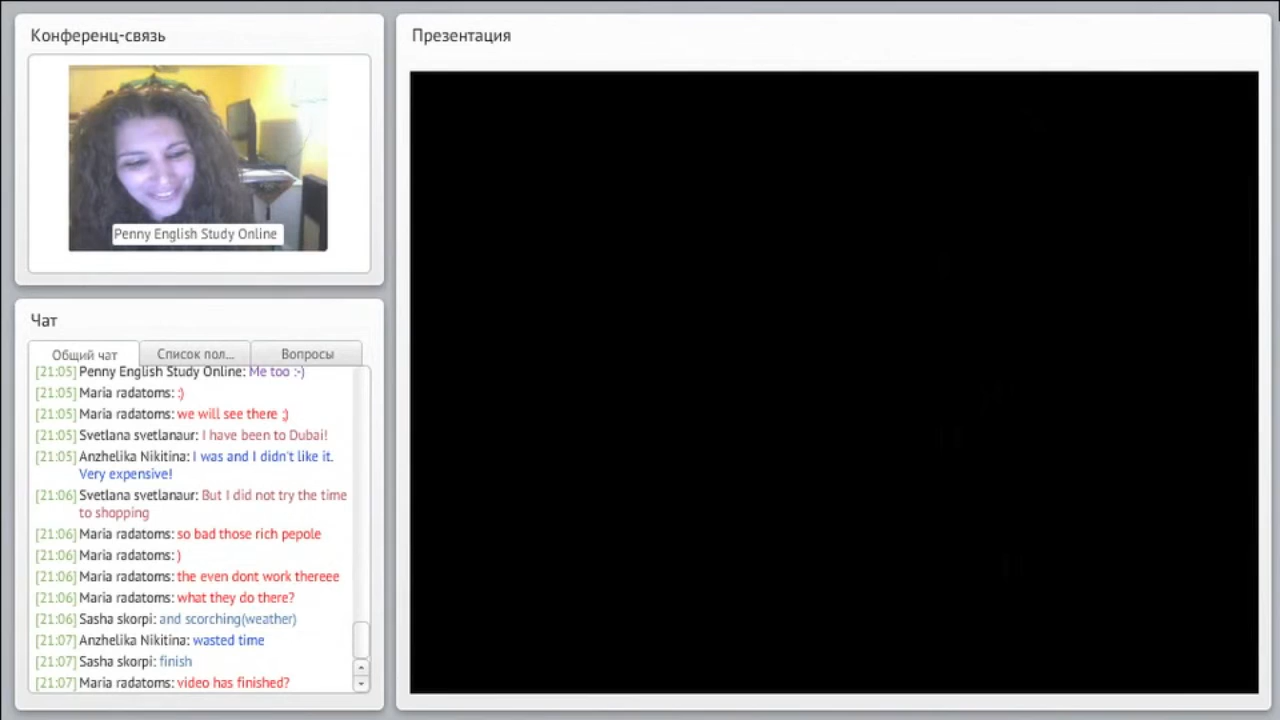 Конференц-связь
Penny English Study Online
Чат
Общий чат
Список пол...
Вопросы
[21:05] Penny English Study Online: Me too :-)
[21:05] Maria radatoms: :)
[21:05] Maria radatoms: we will see there ;)
[21:05] Svetlana svetlanaur: I have been to Dubai!
[21:05] Anzhelika Nikitina: I was and I didn't like it.
Very expensive!
[21:06] Svetlana svetlanaur: But I did not try the time
to shopping
[21:06] Maria radatoms: so bad those rich pepole
[21:06] Maria radatoms: )
[21:06] Maria radatoms: the even dont work thereee
[21:06] Maria radatoms: what they do there?
[21:06] Sasha skorpi: and scorching(weather)
[21:07] Anzhelika Nikitina: wasted time
[21:07] Sasha skorpi: finish
[21:07] Maria radatoms: video has finished?
Презентация